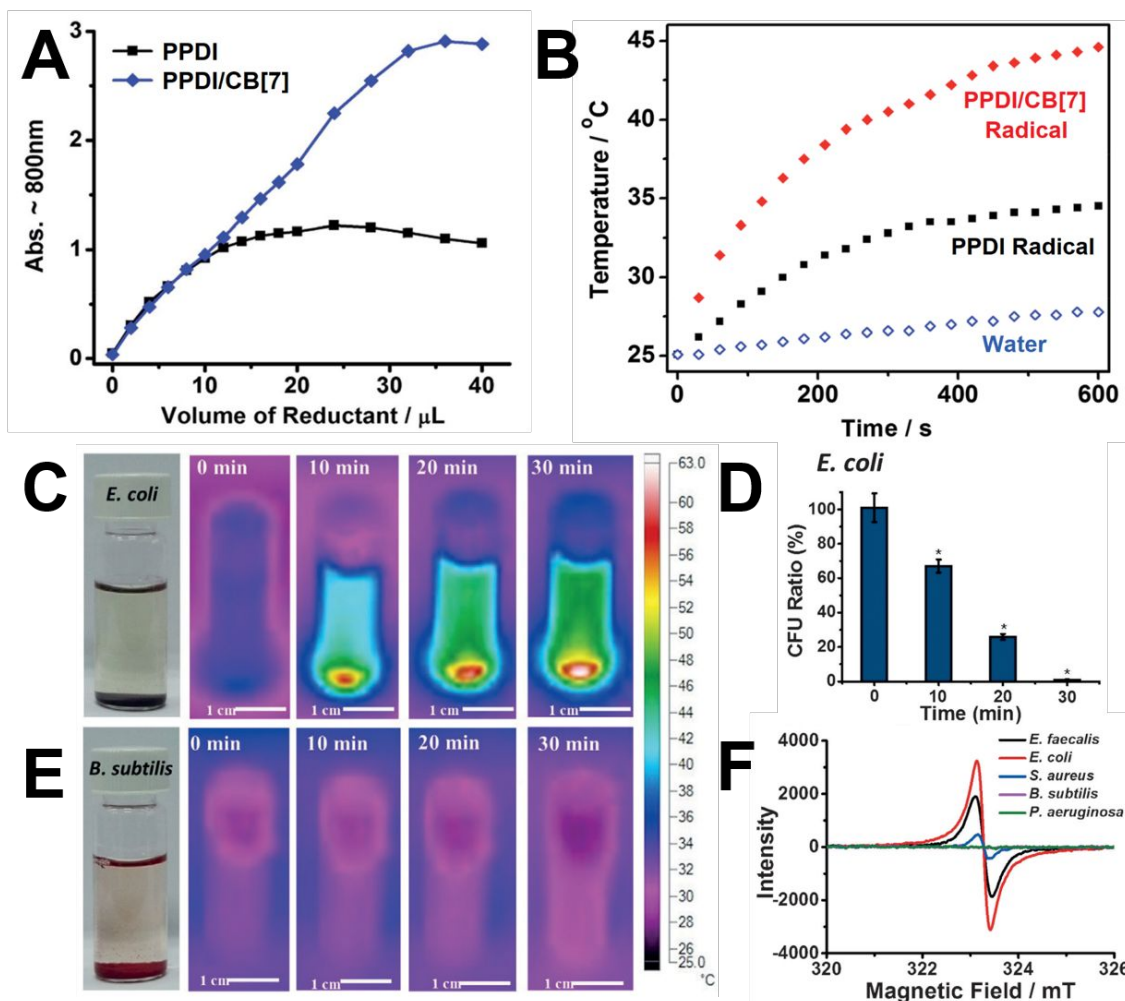 A
PPDI
PPDI/CB[7]
3
2
1
0
Abs. ~ 800nm
0 10 20 30 40
Volume of Reductant / μL
B
45
40
35
30
25
Temperature / °C
PPDI/CB[7]
Radical
PPDI Radical
Water
0 200 400 600
Time / s
C
E. coli
0 min
10 min
20 min
30 min
1 cm
1 cm
1 cm
1 cm
63.0
60
58
56
54
52
50
48
46
44
42
40
38
36
34
32
30
28
26
25.0
°C
D
E. coli
100
80
60
40
20
0
CFU Ratio (%)
*
*
*
0 10 20 30
Time (min)
E
B. subtilis
0 min
10 min
20 min
30 min
1 cm
1 cm
1 cm
1 cm
F
4000
2000
0
-2000
-4000
Intensity
E. faecalis
E. coli
S. aureus
B. subtilis
P. aeruginosa
320 322 324 326
Magnetic Field / mT